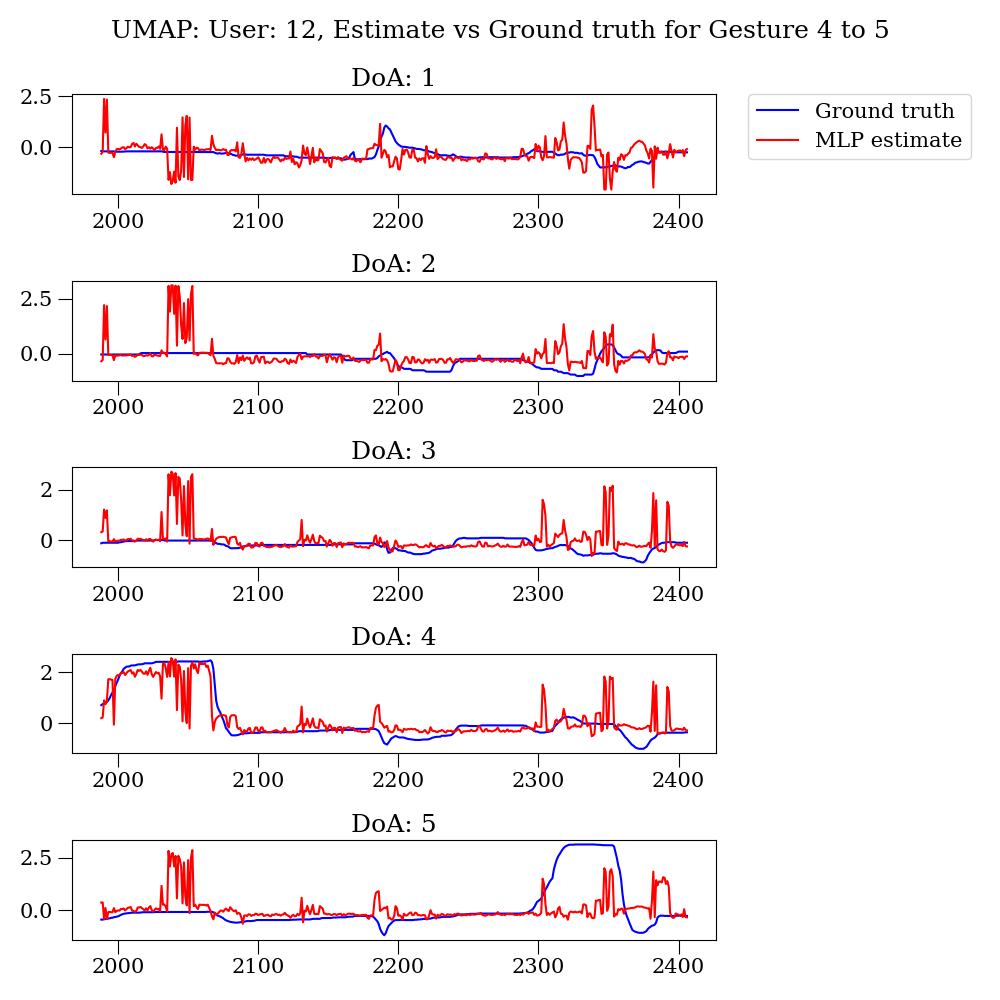 UMAP: User: 12, Estimate vs Ground truth for Gesture 4 to 5
DoA: 1
Ground truth
MLP estimate
2.5
0.0
2000 2100 2200 2300 2400
DoA: 2
2.5
0.0
2000 2100 2200 2300 2400
DoA: 3
2
0
2000 2100 2200 2300 2400
DoA: 4
2
0
2000 2100 2200 2300 2400
DoA: 5
2.5
0.0
2000 2100 2200 2300 2400